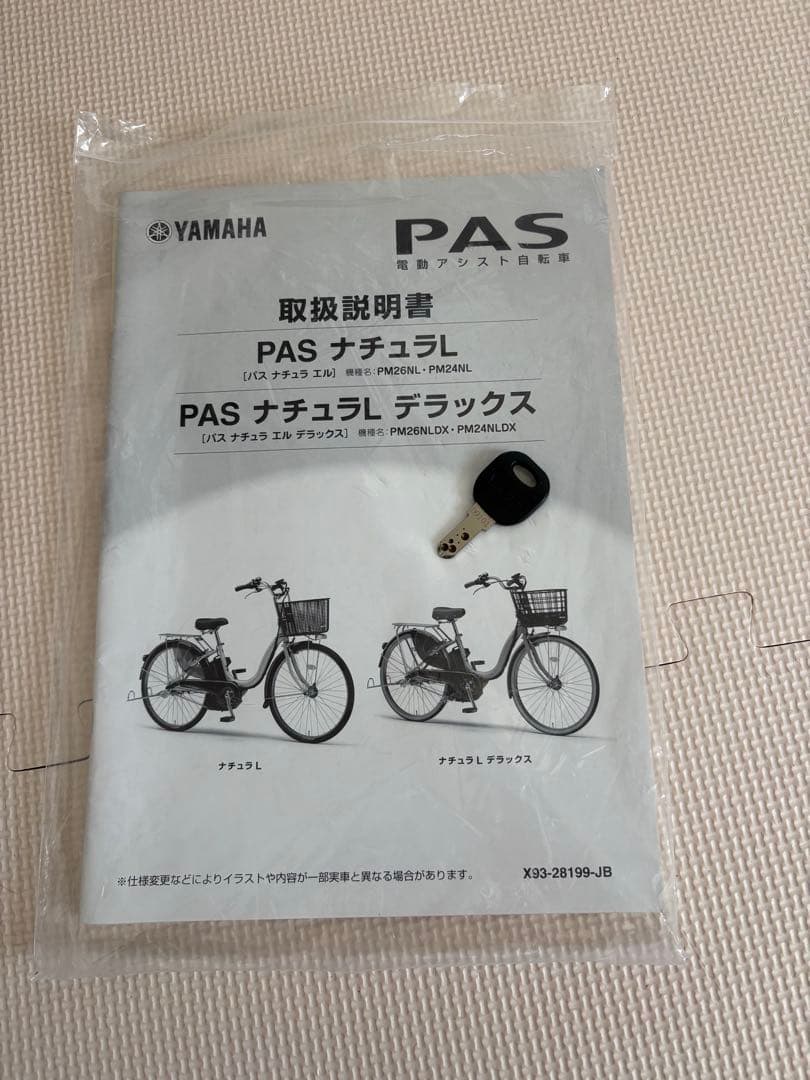 YAMAHA
PAS
電動アシスト自転車
取扱説明書
PAS ナチュラL
[パス ナチュラ エル] 機種名:PM26NL・PM24NL
PAS ナチュラL デラックス
[パス ナチュラ エル デラックス] 機種名:PM26NLDX・PM24NLDX
ナチュラ L
ナチュラ L デラックス
※仕様変更などによりイラストや内容が一部実車と異なる場合があります。
X93-28199-JB